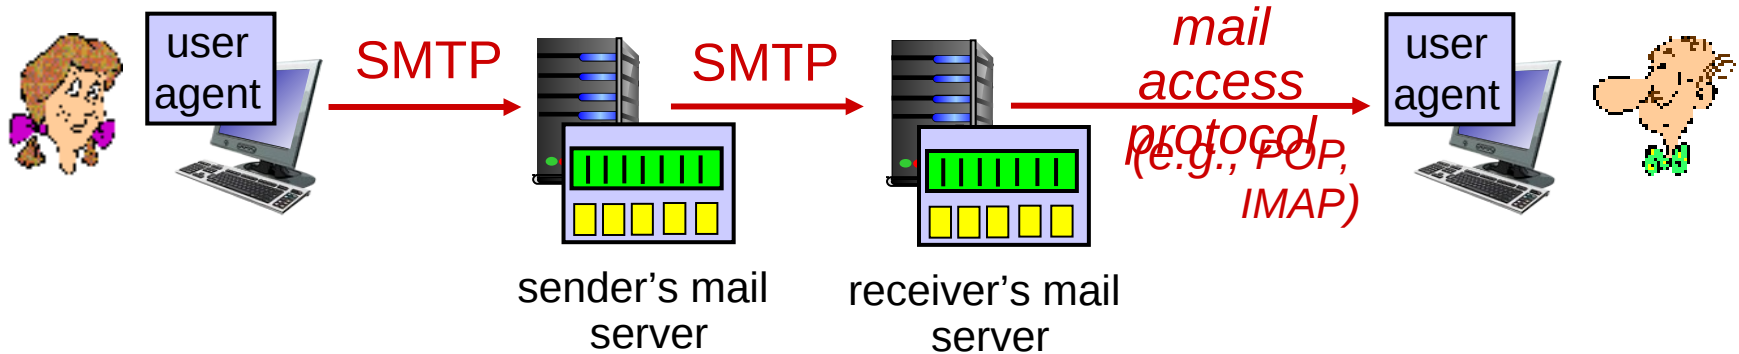 user
agent
SMTP
SMTP
mail
access
protocol
(e.g., POP,
IMAP)
user
agent
sender’s mail
server
receiver’s mail
server